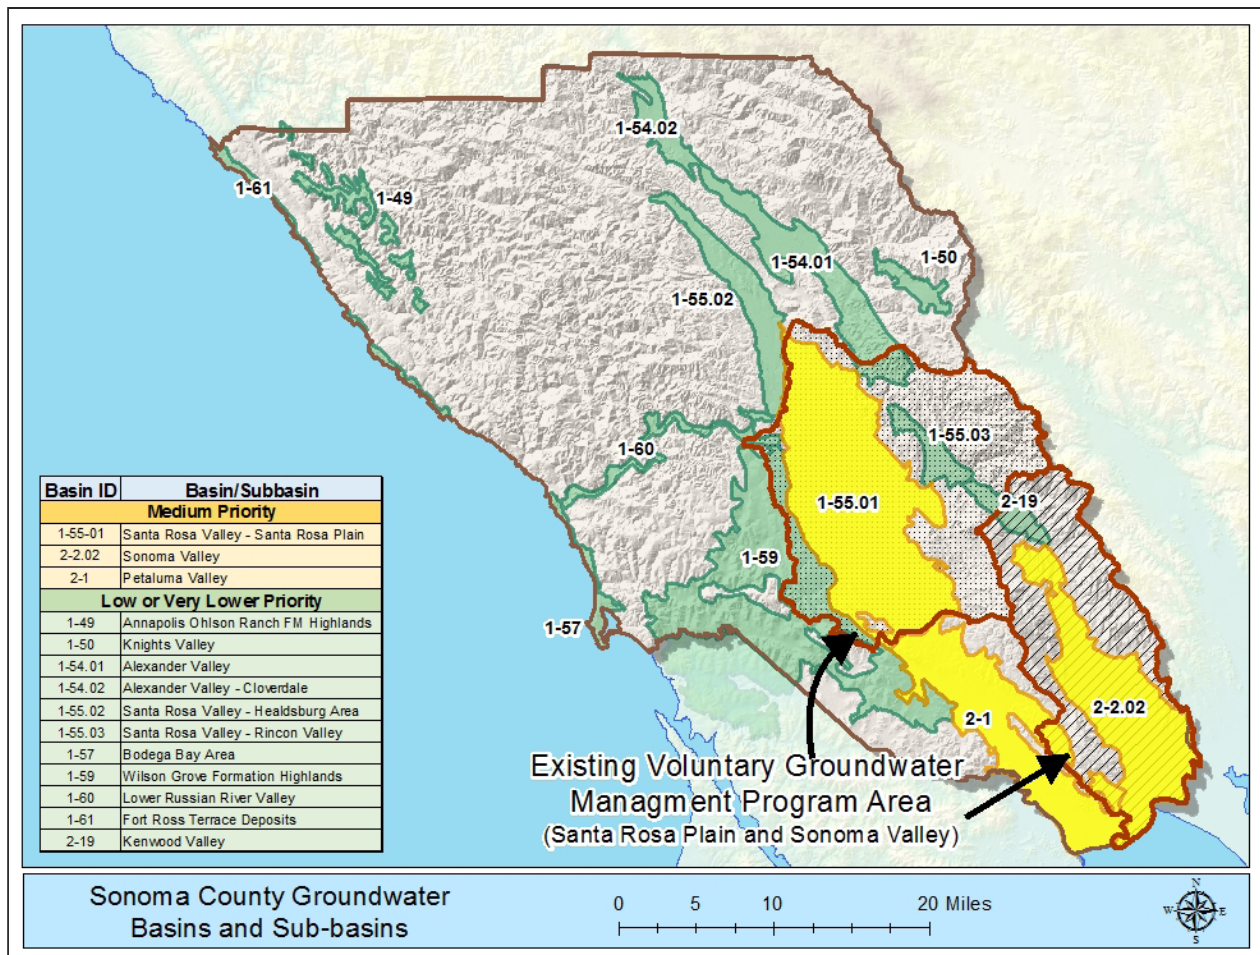 1-54.02
1-61
1-49
1-50
1-54.01
1-55.02
1-55.03
1-60
2-19
1-55.01
1-59
1-57
2-2.02
2-1
Basin ID Basin/Subbasin
Medium Priority
1-55-01 Santa Rosa Valley - Santa Rosa Plain
2-2.02 Sonoma Valley
2-1 Petaluma Valley
Low or Very Lower Priority
1-49 Annapolis Ohlson Ranch FM Highlands
1-50 Knights Valley
1-54.01 Alexander Valley
1-54.02 Alexander Valley - Cloverdale
1-55.02 Santa Rosa Valley - Healdsburg Area
1-55.03 Santa Rosa Valley - Rincon Valley
1-57 Bodega Bay Area
1-59 Wilson Grove Formation Highlands
1-60 Lower Russian River Valley
1-61 Fort Ross Terrace Deposits
2-19 Kenwood Valley
Existing Voluntary Groundwater
Managment Program Area
(Santa Rosa Plain and Sonoma Valley)
Sonoma County Groundwater
Basins and Sub-basins
0 5 10 20 Miles
N
W E
S